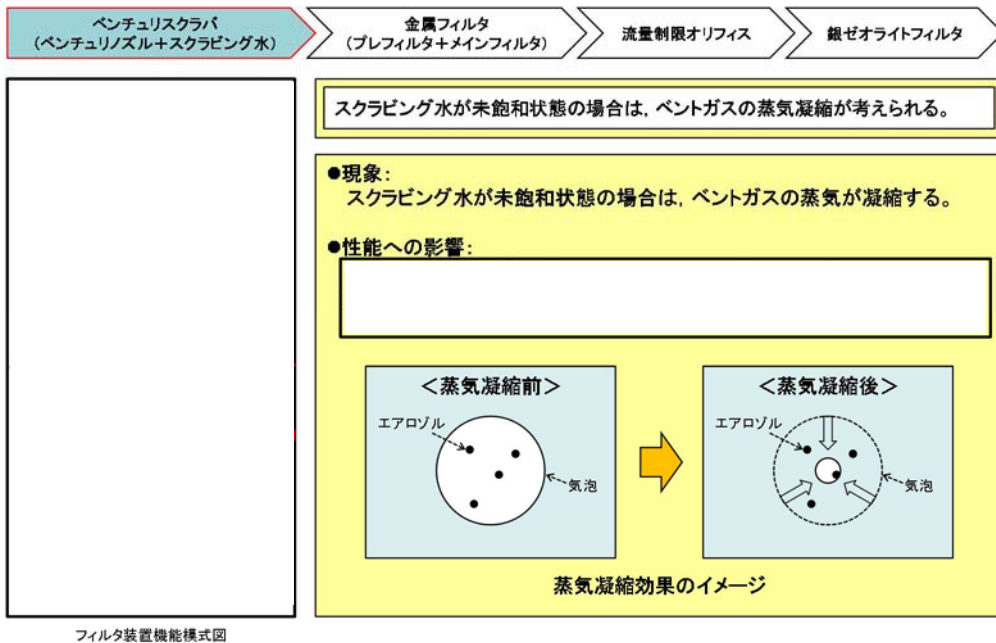 ベンチュリスクラバ
(ベンチュリノズル+スクラビング水)
金属フィルタ
(プレフィルタ+メインフィルタ)
流量制限オリフィス
銀ゼオライトフィルタ
スクラビング水が未飽和状態の場合は，ベントガスの蒸気凝縮が考えられる。
●現象：
スクラビング水が未飽和状態の場合は，ベントガスの蒸気が凝縮する。
●性能への影響：
＜蒸気凝縮前＞
エアロゾル
気泡
＜蒸気凝縮後＞
エアロゾル
気泡
蒸気凝縮効果のイメージ
フィルタ装置機能模式図